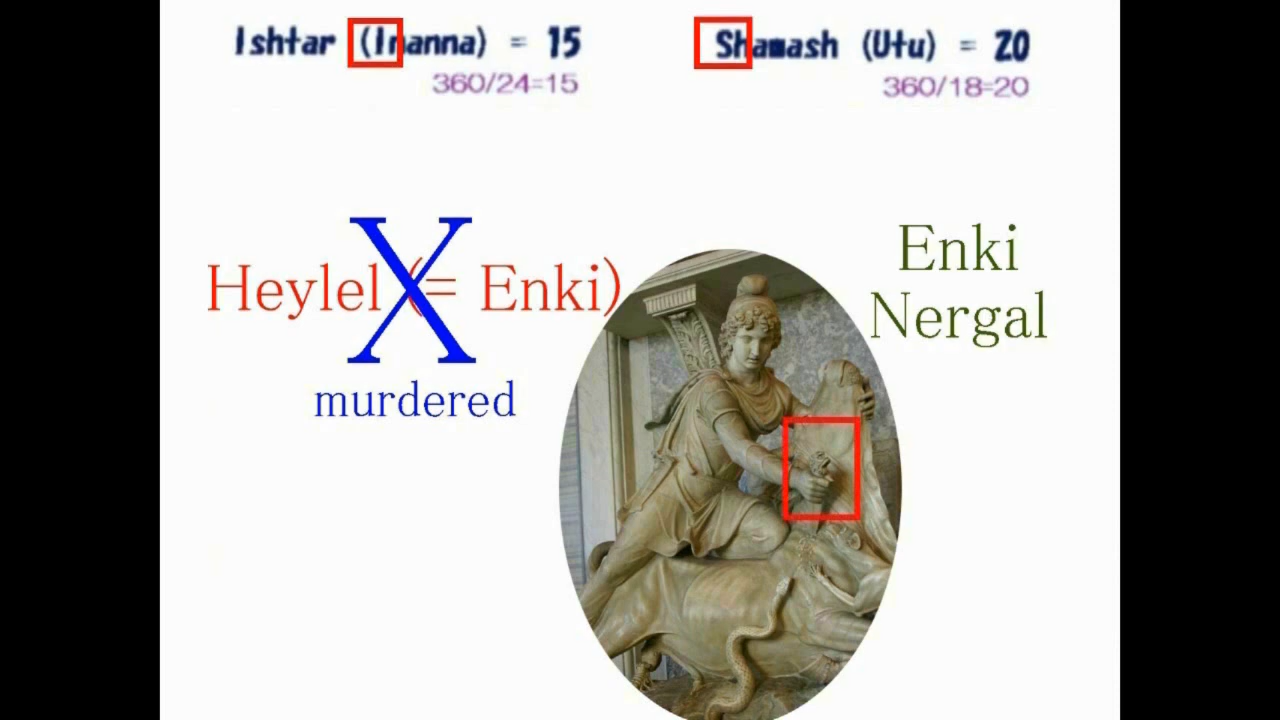 Ishtar (Inanna) = 15
360/24=15
Shamash (Utu) = 20
360/18=20
Heylel (= Enki)
X
murdered
Enki
Nergal